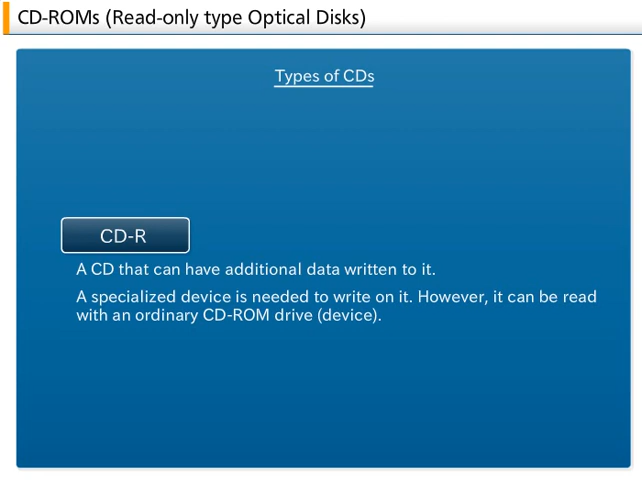 CD-ROMs (Read-only type Optical Disks)
Types of CDs
CD-R
A CD that can have additional data written to it.
A specialized device is needed to write on it. However, it can be read
with an ordinary CD-ROM drive (device).